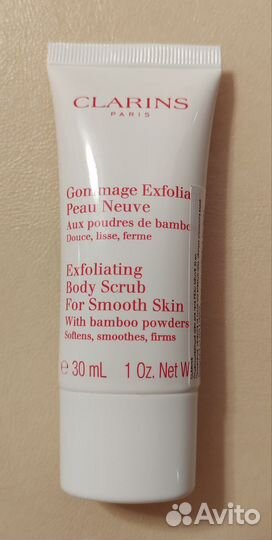 CLARINS
PARIS
Gommage Exfolia
Peau Neuve
Aux poudres de bambo
Douce, lisse, ferme
Exfoliating
Body Scrub
For Smooth Skin
With bamboo powders
Softens, smoothes, firms
℮ 30 mL 1 Oz. Net W
Avito